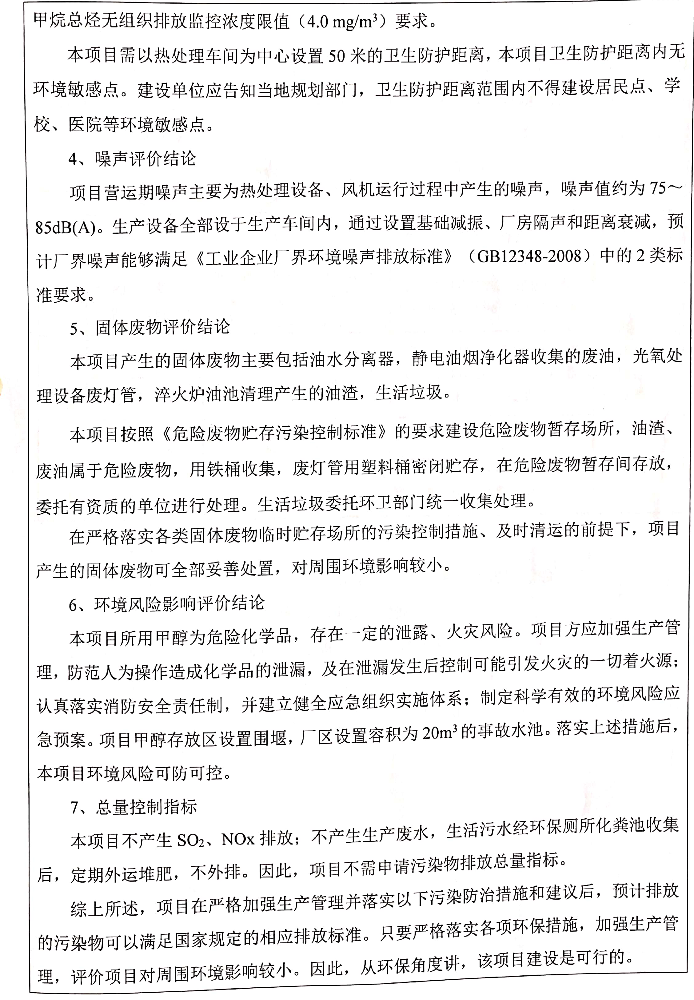 甲烷总烃无组织排放监控浓度限值（4.0 mg/m³）要求。
本项目需以热处理车间为中心设置 50 米的卫生防护距离，本项目卫生防护距离内无
环境敏感点。建设单位应告知当地规划部门，卫生防护距离范围内不得建设居民点、学
校、医院等环境敏感点。
4、噪声评价结论
项目营运期噪声主要为热处理设备、风机运行过程中产生的噪声，噪声值约为 75～
85dB(A)。生产设备全部设于生产车间内，通过设置基础减振、厂房隔声和距离衰减，预
计厂界噪声能够满足《工业企业厂界环境噪声排放标准》（GB12348-2008）中的 2 类标
准要求。
5、固体废物评价结论
本项目产生的固体废物主要包括油水分离器，静电油烟净化器收集的废油，光氧处
理设备废灯管，淬火炉油池清理产生的油渣，生活垃圾。
本项目按照《危险废物贮存污染控制标准》的要求建设危险废物暂存场所，油渣、
废油属于危险废物，用铁桶收集，废灯管用塑料桶密闭贮存，在危险废物暂存间存放，
委托有资质的单位进行处理。生活垃圾委托环卫部门统一收集处理。
在严格落实各类固体废物临时贮存场所的污染控制措施、及时清运的前提下，项目
产生的固体废物可全部妥善处置，对周围环境影响较小。
6、环境风险影响评价结论
本项目所用甲醇为危险化学品，存在一定的泄露、火灾风险。项目方应加强生产管
理，防范人为操作造成化学品的泄漏，及在泄漏发生后控制可能引发火灾的一切着火源；
认真落实消防安全责任制，并建立健全应急组织实施体系；制定科学有效的环境风险应
急预案。项目甲醇存放区设置围堰，厂区设置容积为 20m³ 的事故水池。落实上述措施后，
本项目环境风险可防可控。
7、总量控制指标
本项目不产生 SO₂、NOx 排放；不产生生产废水，生活污水经环保厕所化粪池收集
后，定期外运堆肥，不外排。因此，项目不需申请污染物排放总量指标。
综上所述，项目在严格加强生产管理并落实以下污染防治措施和建议后，预计排放
的污染物可以满足国家规定的相应排放标准。只要严格落实各项环保措施，加强生产管
理，评价项目对周围环境影响较小。因此，从环保角度讲，该项目建设是可行的。